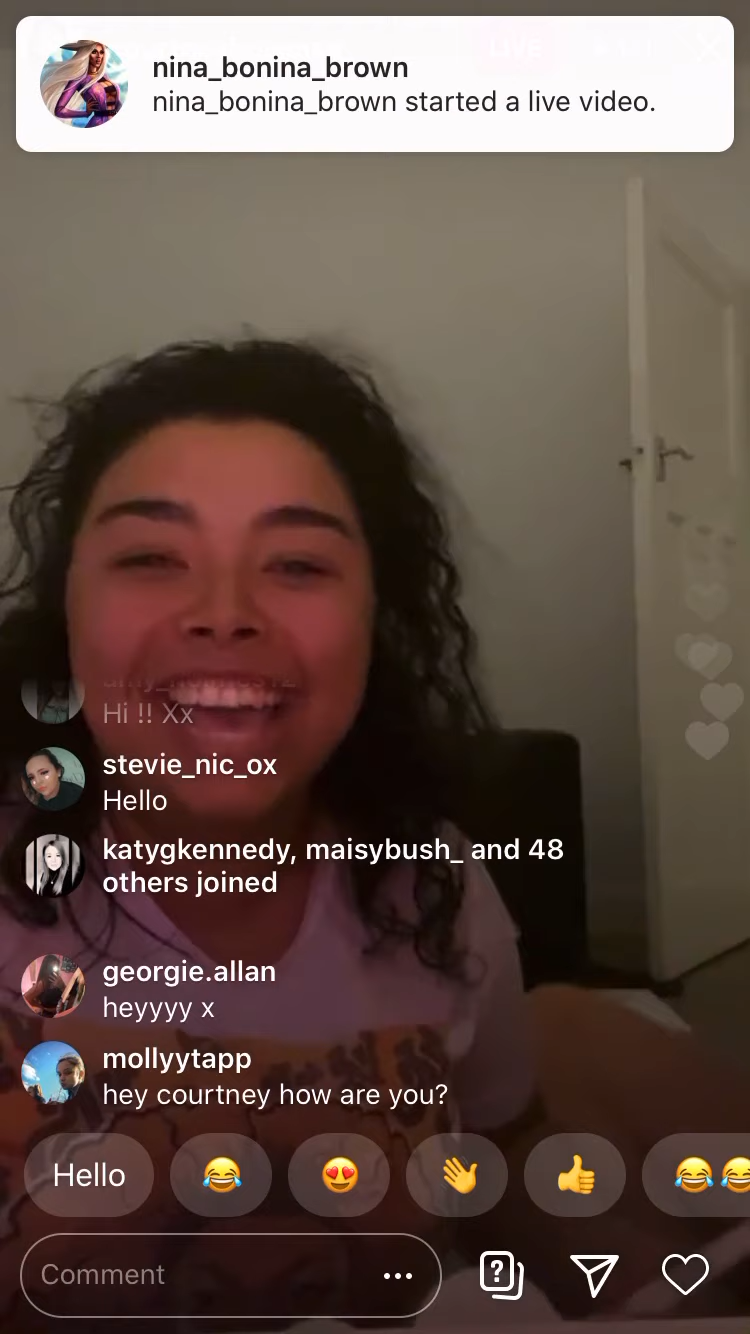 nina_bonina_brown
nina_bonina_brown started a live video.
Hi !! Xx
stevie_nic_ox
Hello
katygkennedy, maisybush_ and 48
others joined
georgie.allan
heyyyy x
mollyytapp
hey courtney how are you?
Hello
Comment